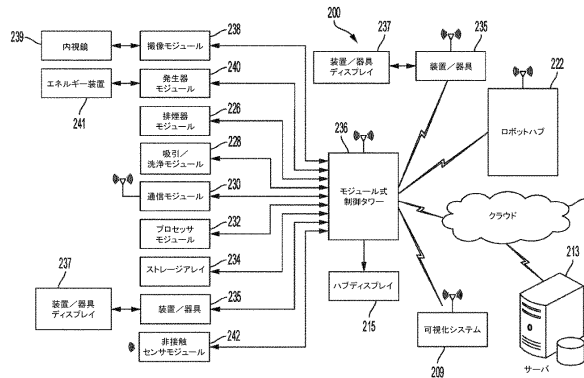 200
239
内視鏡
238
撮像モジュール
237
装置／器具
ディスプレイ
235
装置／器具
222
ロボットハブ
エネルギー装置
241
240
発生器
モジュール
226
排煙器
モジュール
228
吸引／
洗浄モジュール
230
通信モジュール
232
プロセッサ
モジュール
234
ストレージアレイ
237
装置／器具
ディスプレイ
235
装置／器具
242
非接触
センサモジュール
236
モジュール式
制御タワー
ハブディスプレイ
215
クラウド
213
サーバ
可視化システム
209